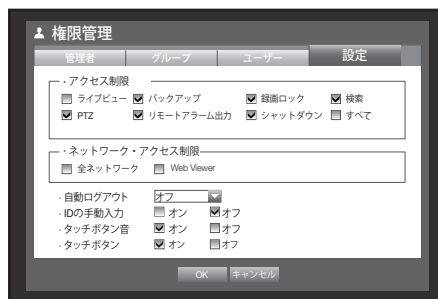 権限管理
管理者 グループ ユーザー 設定
・アクセス制限
ライブビュー バックアップ 録画ロック 検索
PTZ リモートアラーム出力 シャットダウン すべて
・ネットワーク・アクセス制限
全ネットワーク Web Viewer
・自動ログアウト オフ
・IDの手動入力 オン オフ
・タッチボタン音 オン オフ
・タッチボタン オン オフ
OK キャンセル